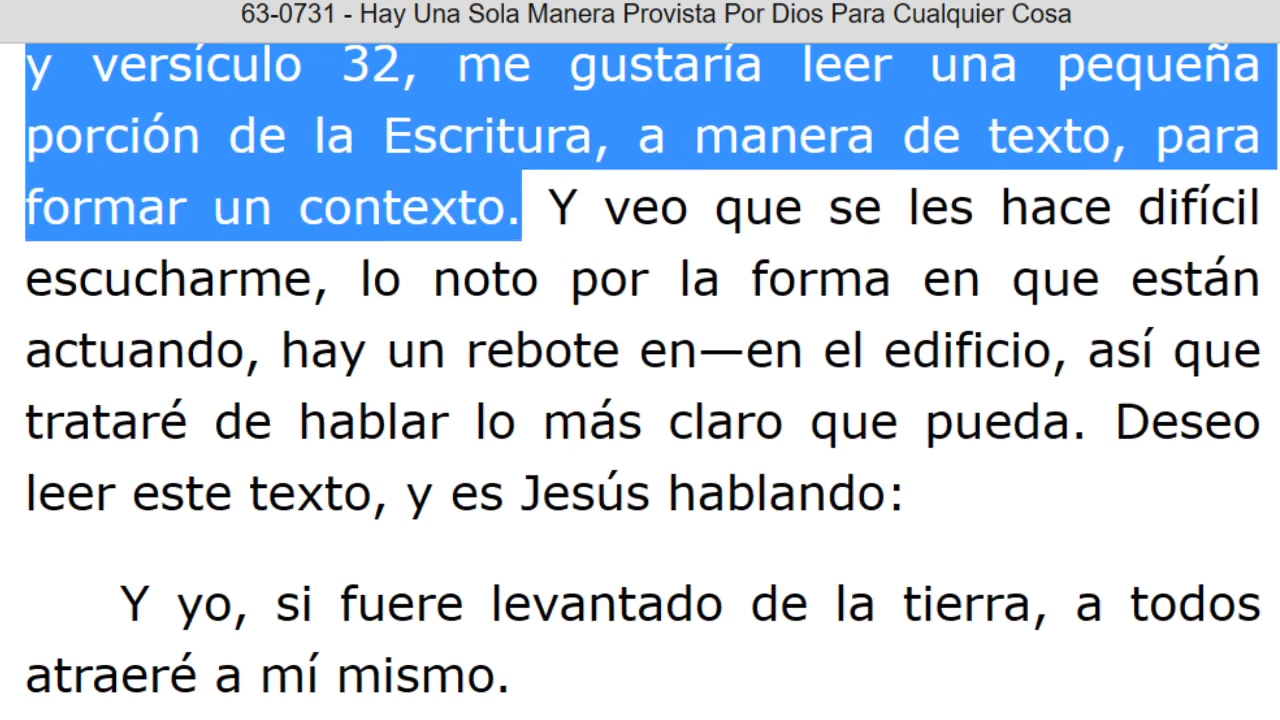 63-0731 - Hay Una Sola Manera Provista Por Dios Para Cualquier Cosa
y versículo 32, me gustaría leer una pequeña
porción de la Escritura, a manera de texto, para
formar un contexto. Y veo que se les hace difícil
escucharme, lo noto por la forma en que están
actuando, hay un rebote en—en el edificio, así que
trataré de hablar lo más claro que pueda. Deseo
leer este texto, y es Jesús hablando:
Y yo, si fuere levantado de la tierra, a todos
atraeré a mí mismo.